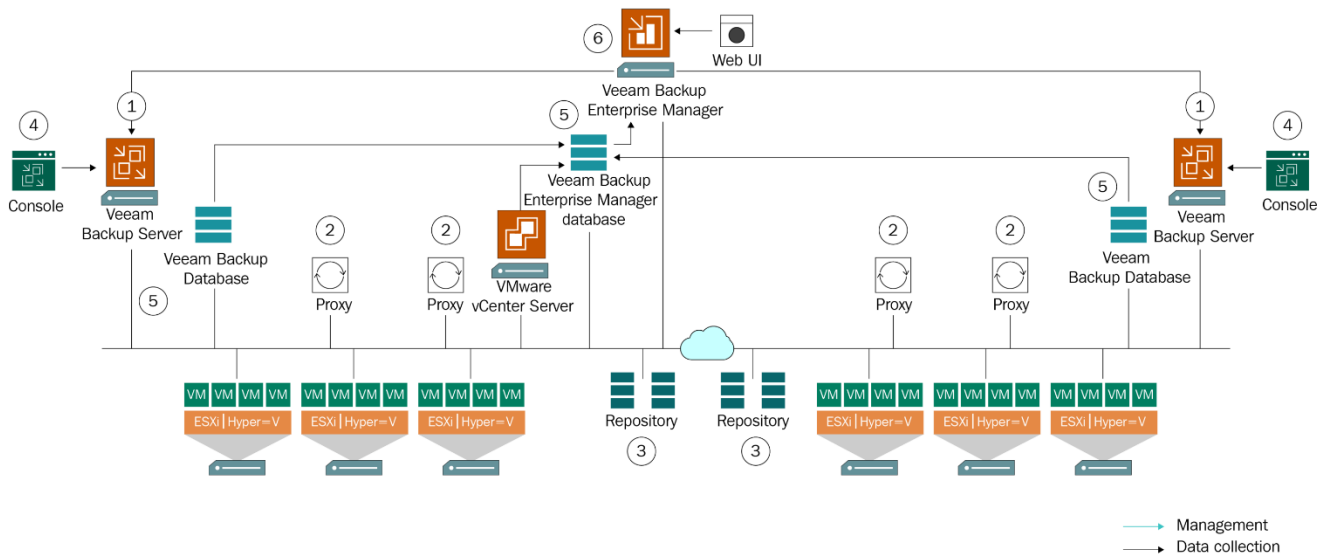 6
Web UI
Veeam Backup
Enterprise Manager
1
1
4
4
5
Console
Veeam
Backup Server
Veeam Backup
Database
5
Veeam Backup
Enterprise Manager
database
2
Proxy
2
Proxy
VMware
vCenter Server
2
Proxy
2
Proxy
5
Veeam
Backup Database
Veeam
Backup Server
Console
VM VM VM VM
ESXi|Hyper=V
VM VM VM VM
ESXi|Hyper=V
VM VM VM VM
ESXi|Hyper=V
Repository
3
Repository
3
VM VM VM VM
ESXi|Hyper=V
VM VM VM VM
ESXi|Hyper=V
VM VM VM VM
ESXi|Hyper=V
Management
Data collection